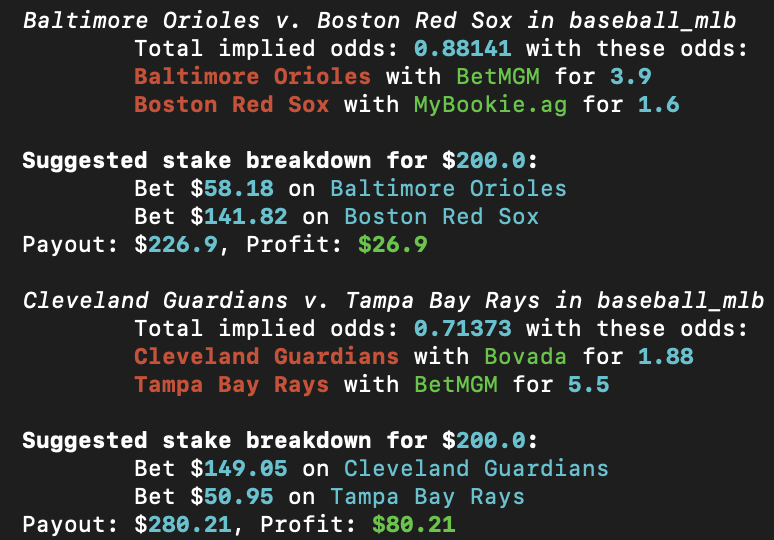 Baltimore Orioles v. Boston Red Sox in baseball_mlb
Total implied odds: 0.88141 with these odds:
Baltimore Orioles with BetMGM for 3.9
Boston Red Sox with MyBookie.ag for 1.6
Suggested stake breakdown for $200.0:
Bet $58.18 on Baltimore Orioles
Bet $141.82 on Boston Red Sox
Payout: $226.9, Profit: $26.9
Cleveland Guardians v. Tampa Bay Rays in baseball_mlb
Total implied odds: 0.71373 with these odds:
Cleveland Guardians with Bovada for 1.88
Tampa Bay Rays with BetMGM for 5.5
Suggested stake breakdown for $200.0:
Bet $149.05 on Cleveland Guardians
Bet $50.95 on Tampa Bay Rays
Payout: $280.21, Profit: $80.21